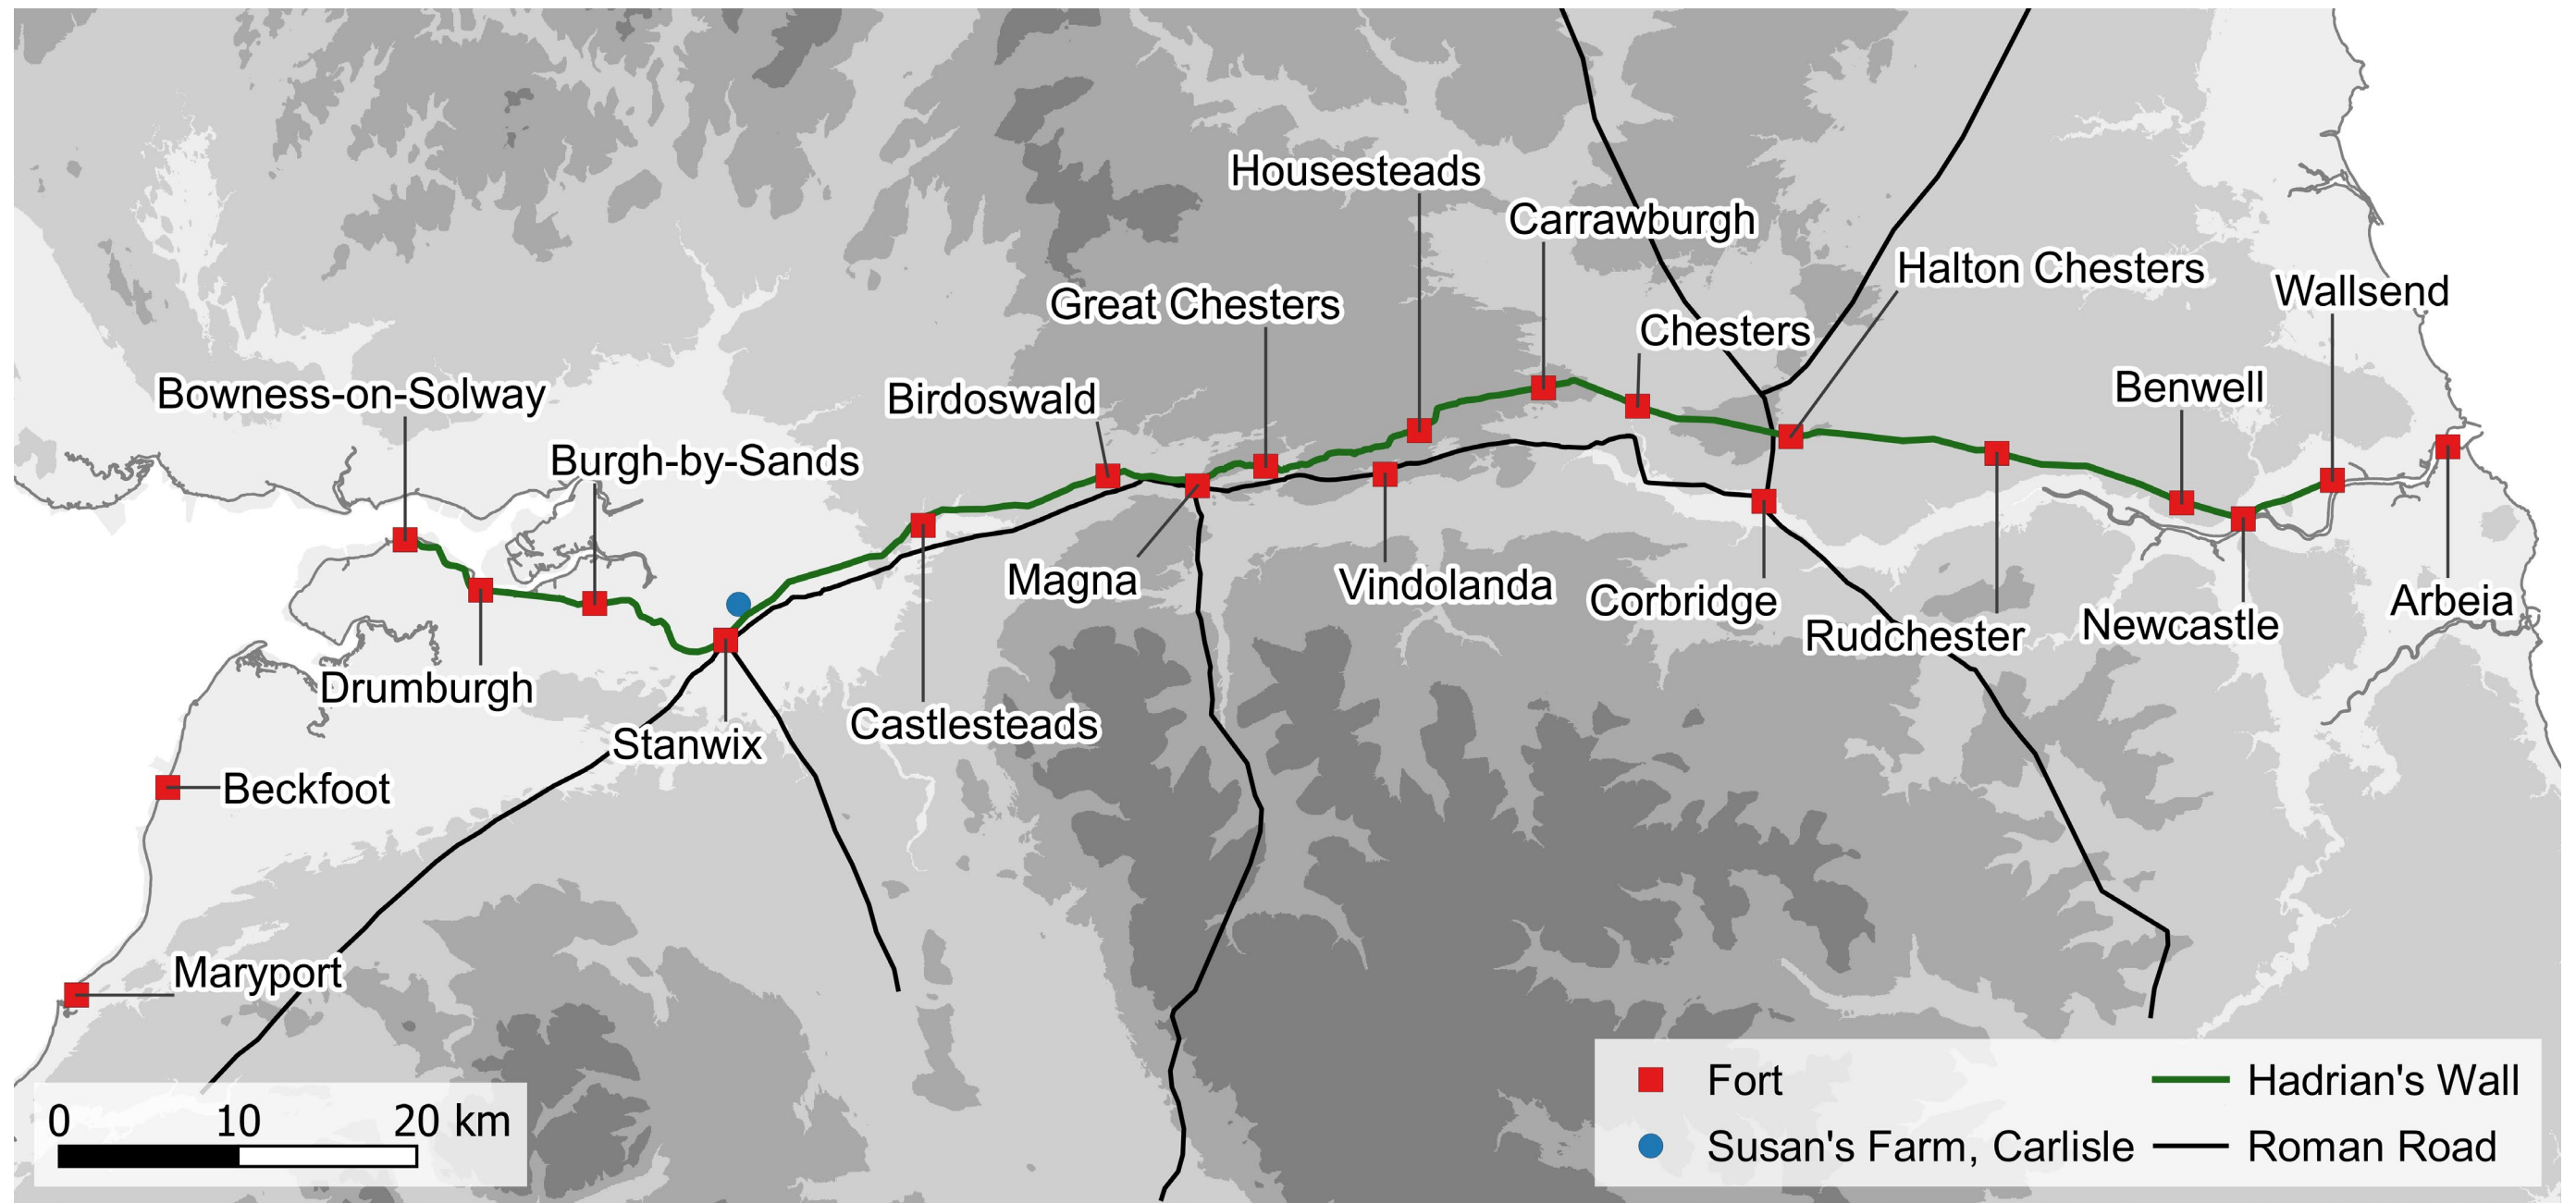 Housesteads
Carrawburgh
Halton Chesters
Wallsend
Great Chesters
Chesters
Benwell
Birdoswald
Bowness-on-Solway
Burgh-by-Sands
Magna
Vindolanda
Corbridge
Arbeia
Newcastle
Rudchester
Drumburgh
Castlesteads
Stanwix
Beckfoot
Maryport
0 10 20 km
Fort
Hadrian's Wall
Susan's Farm, Carlisle
Roman Road